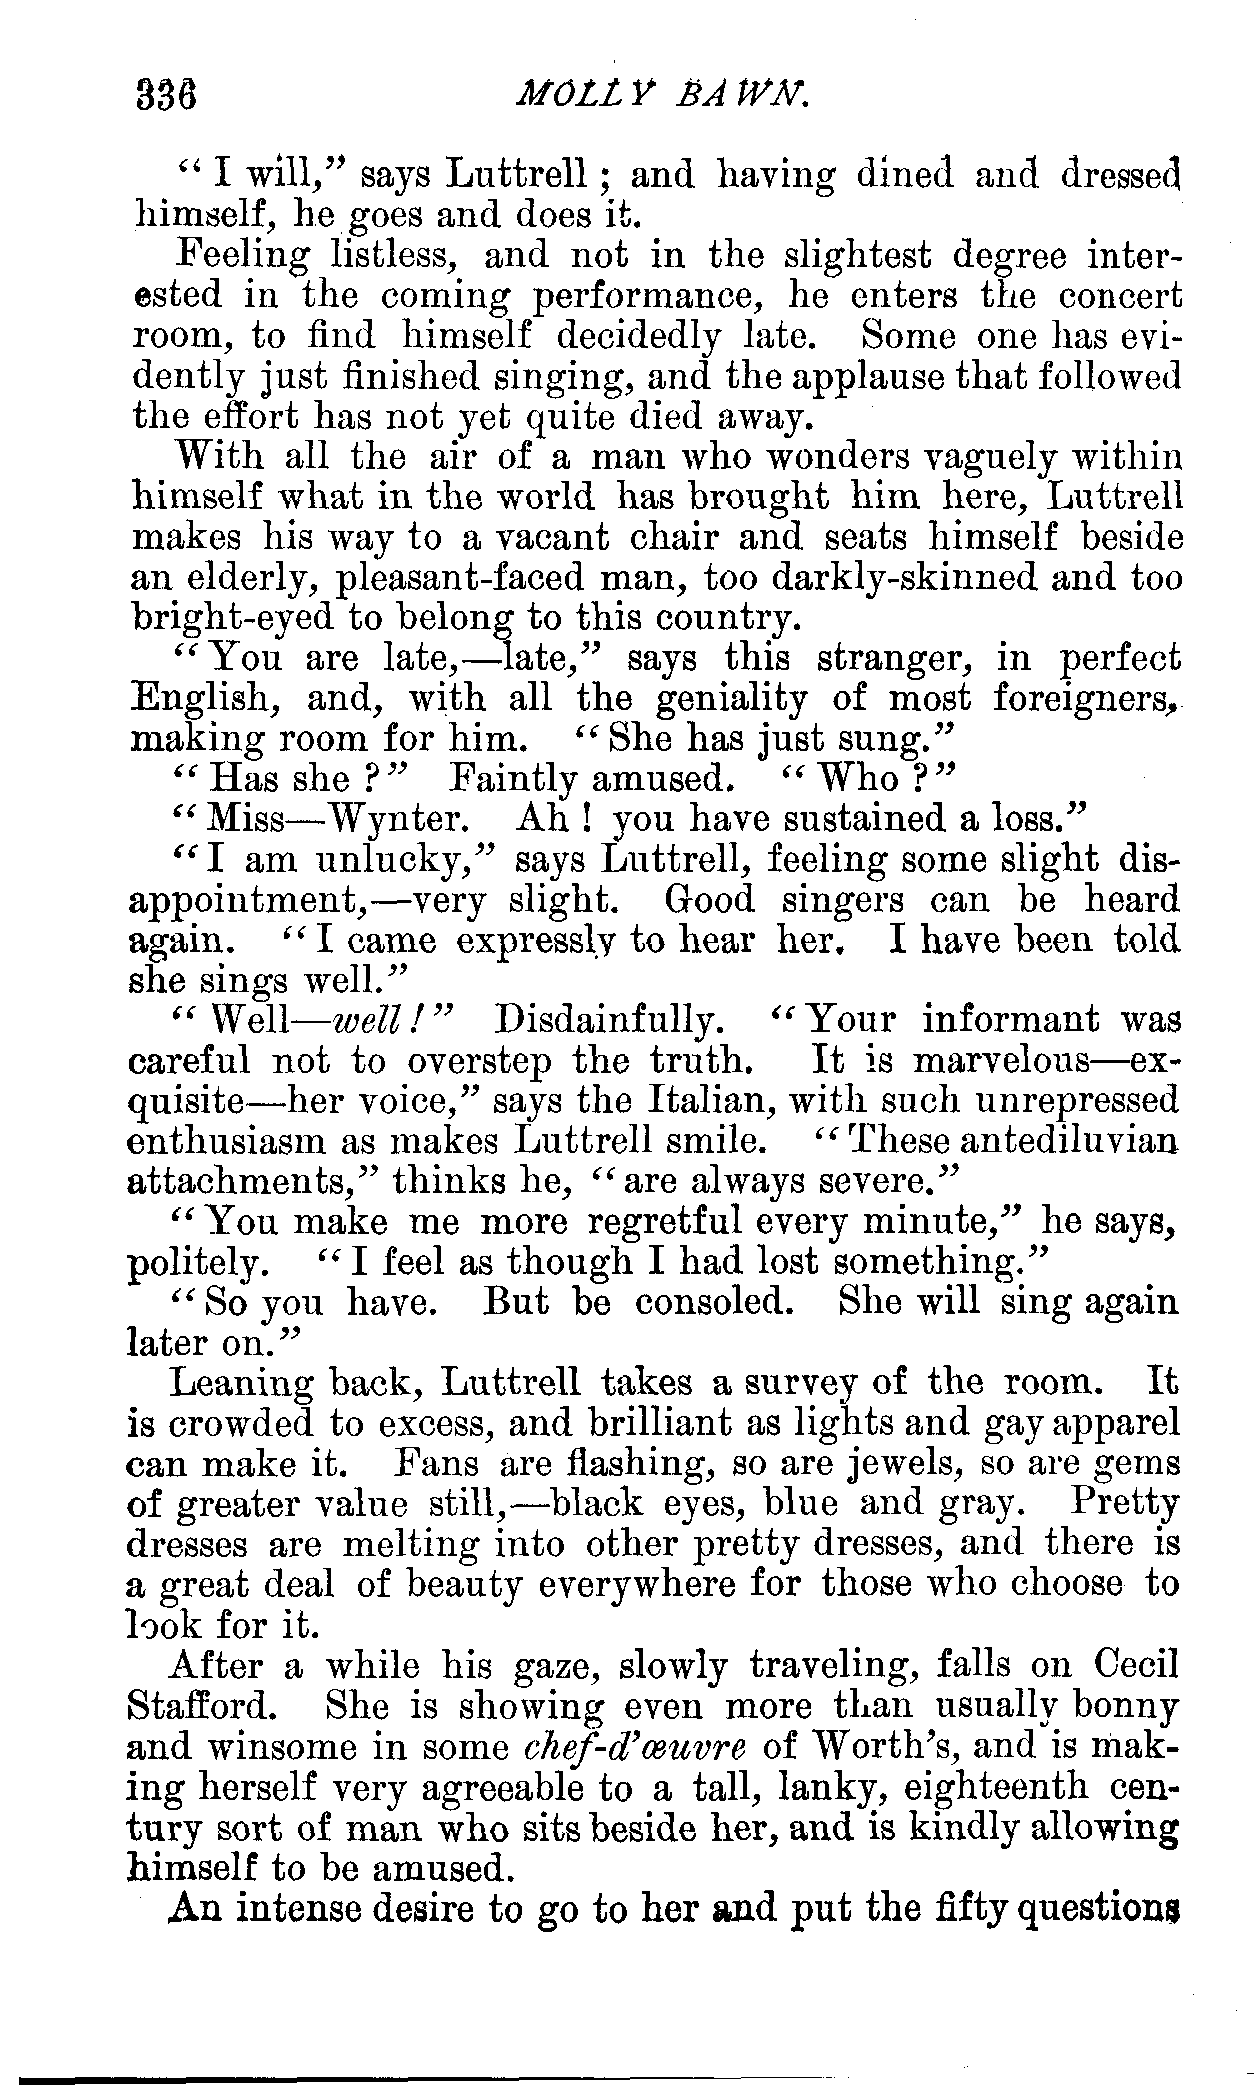 336 MOLLY BAWN.
"I will," says Luttrell; and having dined and dressed
himself, he goes and does it.
Feeling listless, and not in the slightest degree inter-
ested in the coming performance, he enters the concert
room, to find himself decidedly late. Some one has evi-
dently just finished singing, and the applause that followed
the effort has not yet quite died away.
With all the air of a man who wonders vaguely within
himself what in the world has brought him here, Luttrell
makes his way to a vacant chair and seats himself beside
an elderly, pleasant-faced man, too darkly-skinned and too
bright-eyed to belong to this country.
"You are late,—late," says this stranger, in perfect
English, and, with all the geniality of most foreigners,
making room for him. "She has just sung."
"Has she?" Faintly amused. "Who?"
"Miss—Wynter. Ah! you have sustained a loss."
"I am unlucky," says Luttrell, feeling some slight dis-
appointment,—very slight. Good singers can be heard
again. "I came expressly to hear her. I have been told
she sings well."
"Well—well!" Disdainfully. "Your informant was
careful not to overstep the truth. It is marvelous—ex-
quisite—her voice," says the Italian, with such unrepressed
enthusiasm as makes Luttrell smile. "These antediluvian
attachments," thinks he, "are always severe."
"You make me more regretful every minute," he says,
politely. "I feel as though I had lost something."
"So you have. But be consoled. She will sing again
later on."
Leaning back, Luttrell takes a survey of the room. It
is crowded to excess, and brilliant as lights and gay apparel
can make it. Fans are flashing, so are jewels, so are gems
of greater value still,—black eyes, blue and gray. Pretty
dresses are melting into other pretty dresses, and there is
a great deal of beauty everywhere for those who choose to
look for it.
After a while his gaze, slowly traveling, falls on Cecil
Stafford. She is showing even more than usually bonny
and winsome in some chef-d'œuvre of Worth's, and is mak-
ing herself very agreeable to a tall, lanky, eighteenth cen-
tury sort of man who sits beside her, and is kindly allowing
himself to be amused.
An intense desire to go to her and put the fifty questions